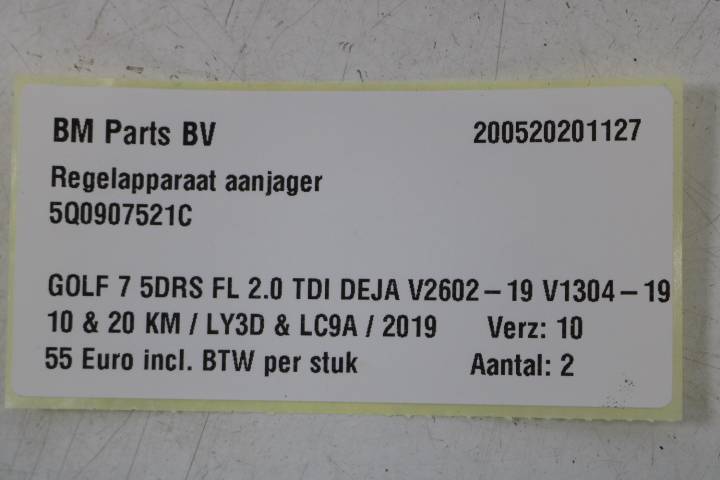 BM Parts BV 200520201127
Regelapparaat aanjager
5Q0907521C
GOLF 7 5DRS FL 2.0 TDI DEJA V2602-19 V1304-19
10 & 20 KM / LY3D & LC9A / 2019 Verz: 10
55 Euro incl. BTW per stuk Aantal: 2